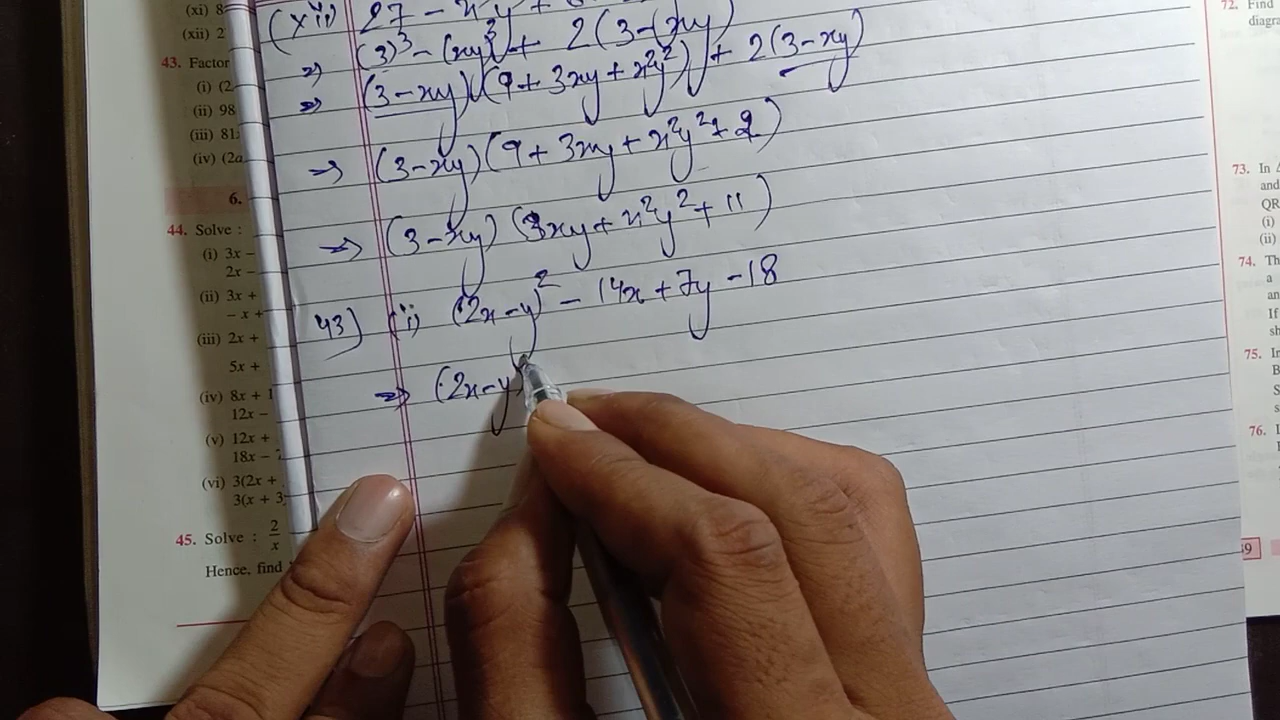 (xi) 8
(xii) 2
43. Factor
(i) (2
(ii) 98
(iii) 81
(iv) (2a
6.
44. Solve :
(i) 3x −
2x −
(ii) 3x +
− x +
(iii) 2x +
5x +
(iv) 8x + 1
12x −
(v) 12x +
18x −
(vi) 3(2x +
3(x + 3
45. Solve : 2/x
Hence, find
(xii) 27 − x³y³ +
⇒ (3)³ − (xy)³ + 2(3−(xy)
⇒ (3−xy)(9+3xy+x²y²) + 2(3−xy)
→ (3−xy)(9+3xy+x²y²+2)
⇒ (3−xy) (3xy+x²y²+11)
43) (i) (2x−y)² − 14x+7y −18
⇒ (2x−y)
72. Find
diagr
73. In
and
QR
(i)
(ii)
74. Th
a
an
If
sh
75. In
B
S
s
76.
9